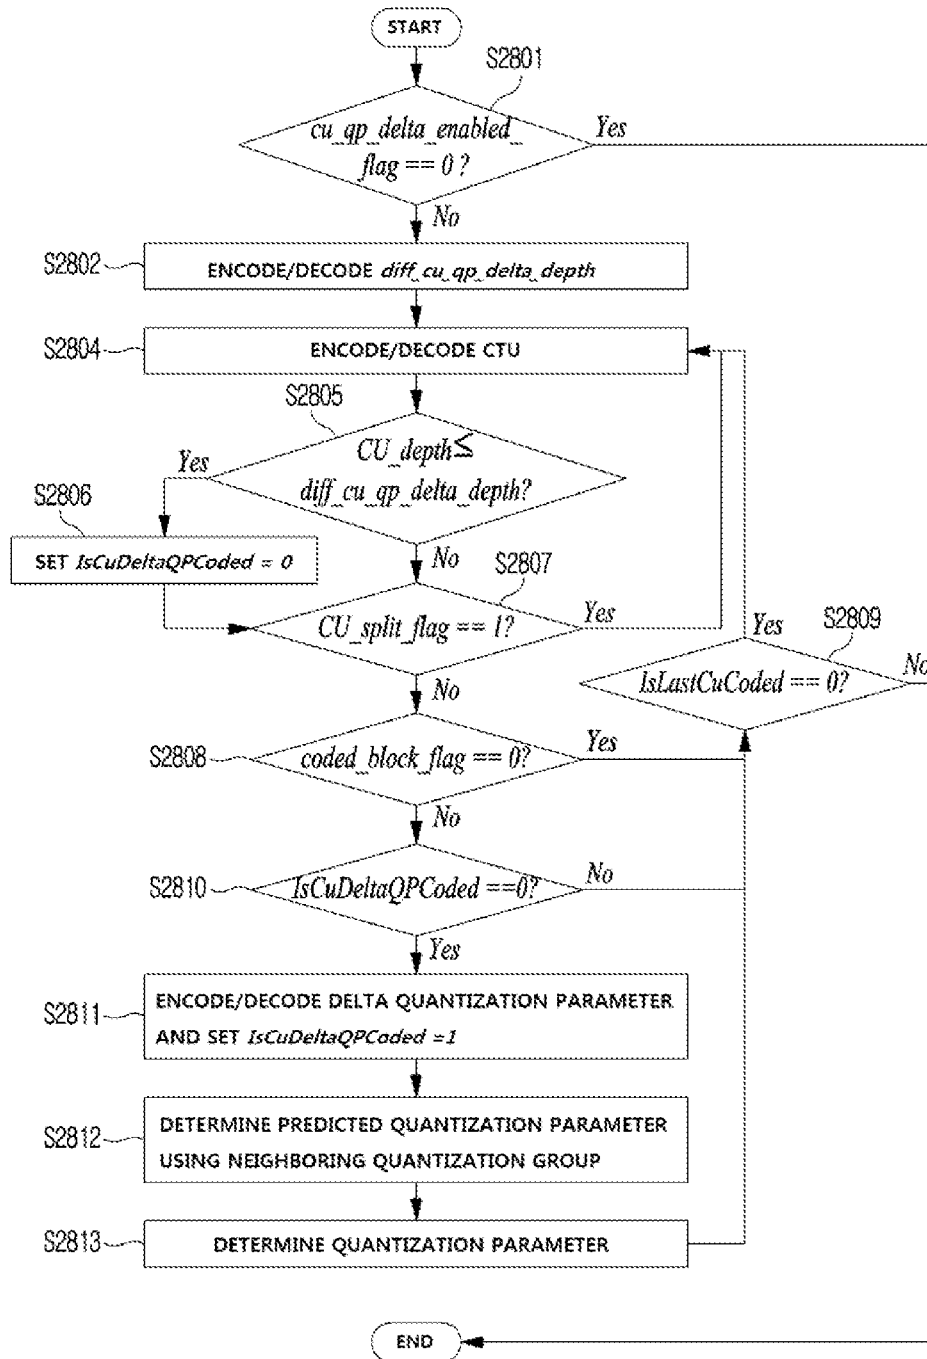 START
S2801
cu_qp_delta_enabled_
flag == 0 ?
Yes
No
S2802
ENCODE/DECODE diff_cu_qp_delta_depth
S2804
ENCODE/DECODE CTU
S2805
CU_depth≤
diff_cu_qp_delta_depth?
Yes
No
S2806
SET IsCuDeltaQPCoded = 0
S2807
CU_split_flag == 1?
Yes
No
S2809
IsLastCuCoded == 0?
Yes
No
S2808
coded_block_flag == 0?
Yes
No
S2810
IsCuDeltaQPCoded ==0?
No
Yes
S2811
ENCODE/DECODE DELTA QUANTIZATION PARAMETER
AND SET IsCuDeltaQPCoded =1
S2812
DETERMINE PREDICTED QUANTIZATION PARAMETER
USING NEIGHBORING QUANTIZATION GROUP
S2813
DETERMINE QUANTIZATION PARAMETER
END